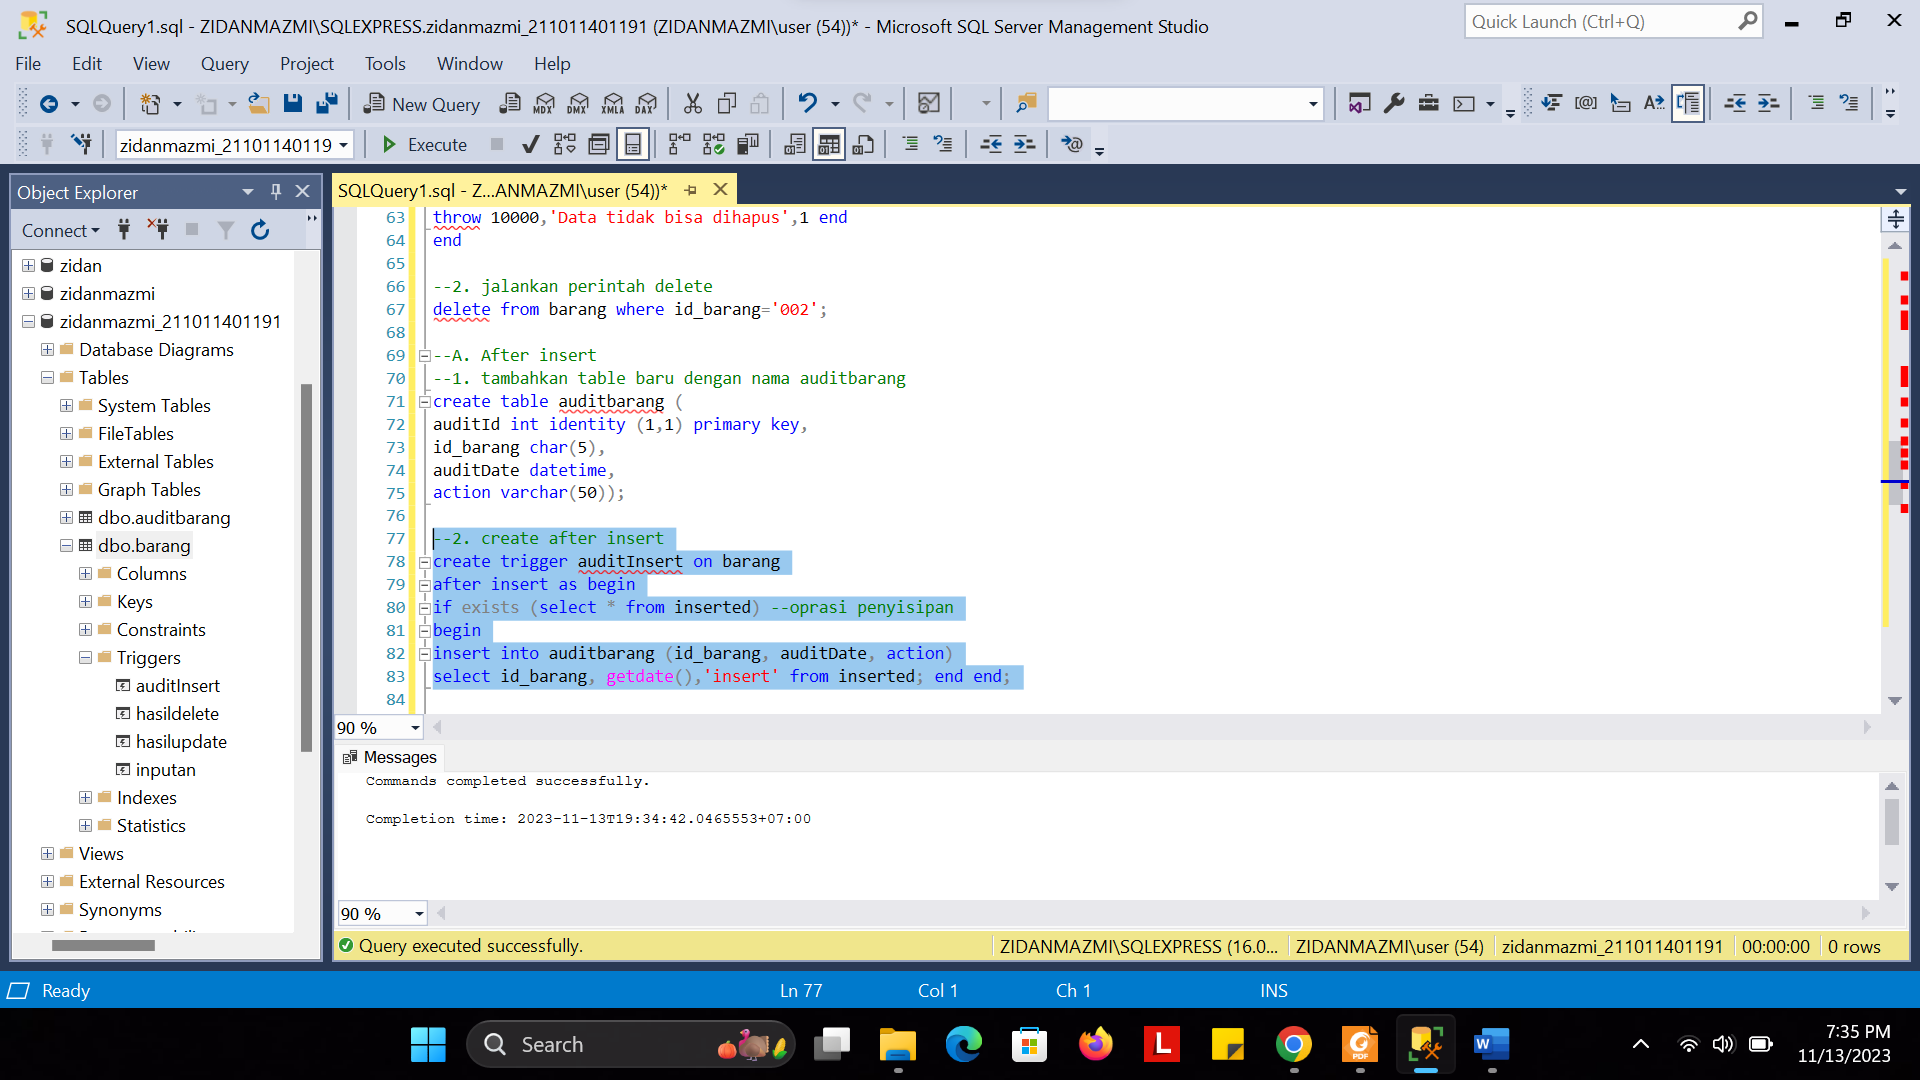 SQLQuery1.sql - ZIDANMAZMI\SQLEXPRESS.zidanmazmi_211011401191 (ZIDANMAZMI\user (54))* - Microsoft SQL Server Management Studio
Quick Launch (Ctrl+Q)
File Edit View Query Project Tools Window Help
New Query
MDX DMX XMLA DAX
zidanmazmi_21101140119
Execute
Object Explorer
Connect
zidan
zidanmazmi
zidanmazmi_211011401191
Database Diagrams
Tables
System Tables
FileTables
External Tables
Graph Tables
dbo.auditbarang
dbo.barang
Columns
Keys
Constraints
Triggers
auditInsert
hasildelete
hasilupdate
inputan
Indexes
Statistics
Views
External Resources
Synonyms
SQLQuery1.sql - Z...ANMAZMI\user (54))*
63 throw 10000,'Data tidak bisa dihapus',1 end
64 end
65
66 --2. jalankan perintah delete
67 delete from barang where id_barang='002';
68
69 --A. After insert
70 --1. tambahkan table baru dengan nama auditbarang
71 create table auditbarang (
72 auditId int identity (1,1) primary key,
73 id_barang char(5),
74 auditDate datetime,
75 action varchar(50));
76
77 --2. create after insert
78 create trigger auditInsert on barang
79 after insert as begin
80 if exists (select * from inserted) --oprasi penyisipan
81 begin
82 insert into auditbarang (id_barang, auditDate, action)
83 select id_barang, getdate(),'insert' from inserted; end end;
84
90 %
Messages
Commands completed successfully.
Completion time: 2023-11-13T19:34:42.0465553+07:00
90 %
Query executed successfully.
ZIDANMAZMI\SQLEXPRESS (16.0... ZIDANMAZMI\user (54) zidanmazmi_211011401191 00:00:00 0 rows
Ready
Ln 77 Col 1 Ch 1 INS
Search
L
PDF
W
7:35 PM
11/13/2023